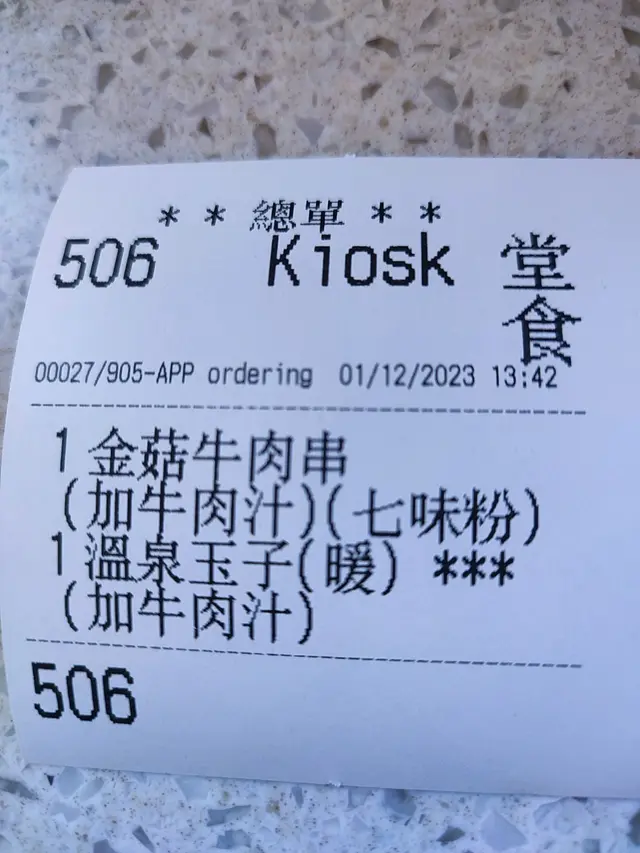 * * 總單 * *
506 Kiosk 堂
食
00027/905-APP ordering 01/12/2023 13:42
1 金菇牛肉串
(加牛肉汁)(七味粉)
1 溫泉玉子(暖) ***
(加牛肉汁)
506